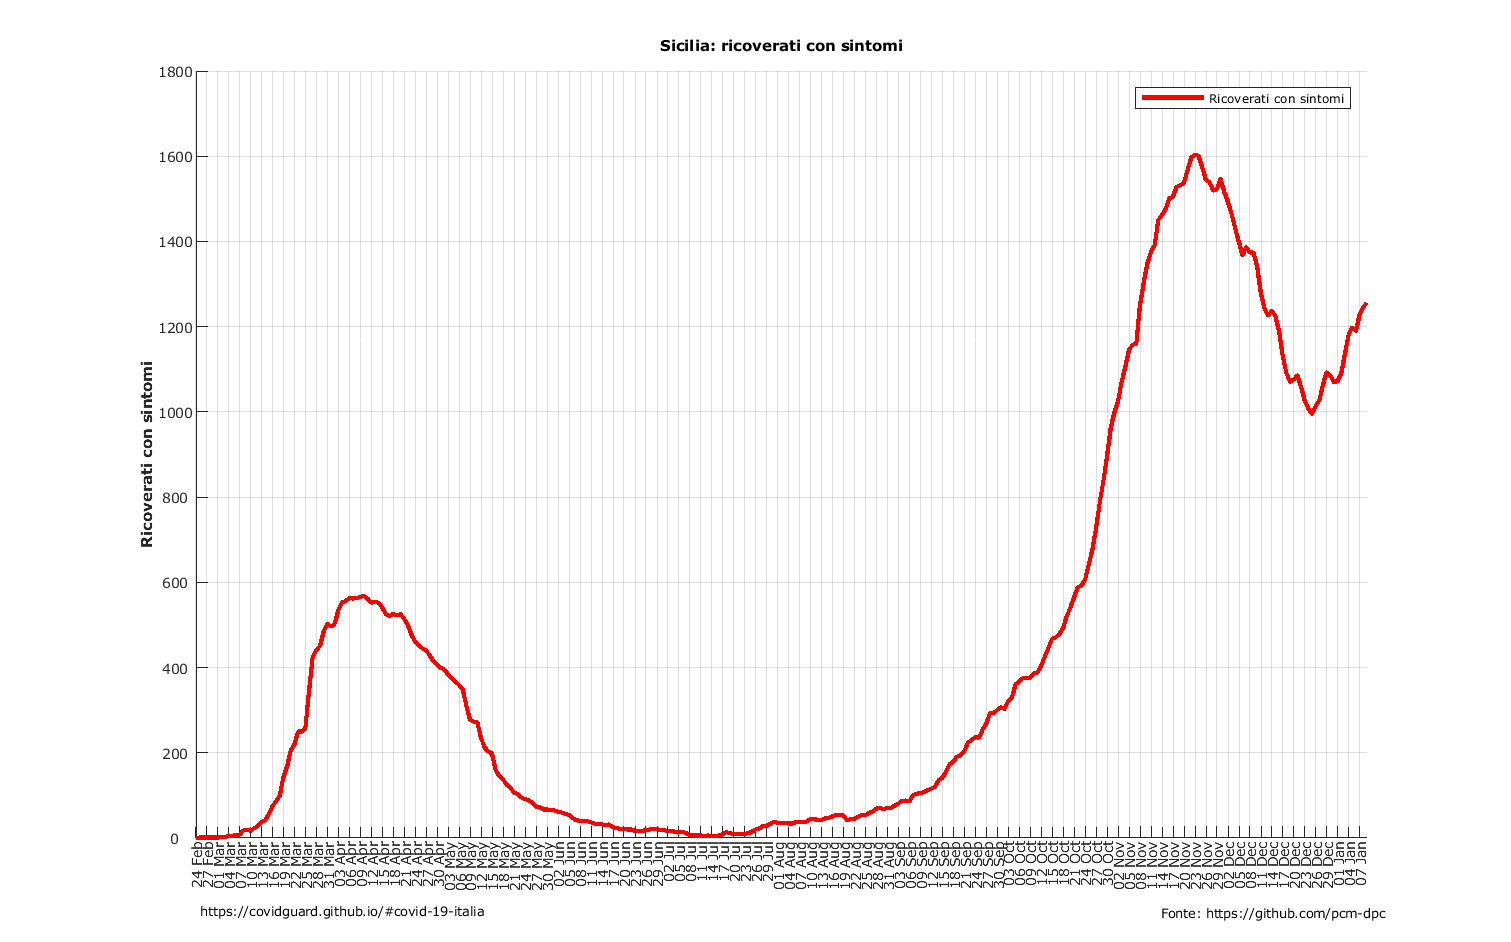 Sicilia: ricoverati con sintomi
Ricoverati con sintomi
Ricoverati con sintomi
1800
1600
1400
1200
1000
800
600
400
200
0
24 Feb
27 Feb
01 Mar
04 Mar
07 Mar
10 Mar
13 Mar
16 Mar
19 Mar
22 Mar
25 Mar
28 Mar
31 Mar
03 Apr
06 Apr
09 Apr
12 Apr
15 Apr
18 Apr
21 Apr
24 Apr
27 Apr
30 Apr
03 May
06 May
09 May
12 May
15 May
18 May
21 May
24 May
27 May
30 May
02 Jun
05 Jun
08 Jun
11 Jun
14 Jun
17 Jun
20 Jun
23 Jun
26 Jun
29 Jun
02 Jul
05 Jul
08 Jul
11 Jul
14 Jul
17 Jul
20 Jul
23 Jul
26 Jul
29 Jul
01 Aug
04 Aug
07 Aug
10 Aug
13 Aug
16 Aug
19 Aug
22 Aug
25 Aug
28 Aug
31 Aug
03 Sep
06 Sep
09 Sep
12 Sep
15 Sep
18 Sep
21 Sep
24 Sep
27 Sep
30 Sep
03 Oct
06 Oct
09 Oct
12 Oct
15 Oct
18 Oct
21 Oct
24 Oct
27 Oct
30 Oct
02 Nov
05 Nov
08 Nov
11 Nov
14 Nov
17 Nov
20 Nov
23 Nov
26 Nov
29 Nov
02 Dec
05 Dec
08 Dec
11 Dec
14 Dec
17 Dec
20 Dec
23 Dec
26 Dec
29 Dec
01 Jan
04 Jan
07 Jan
https://covidguard.github.io/#covid-19-italia
Fonte: https://github.com/pcm-dpc